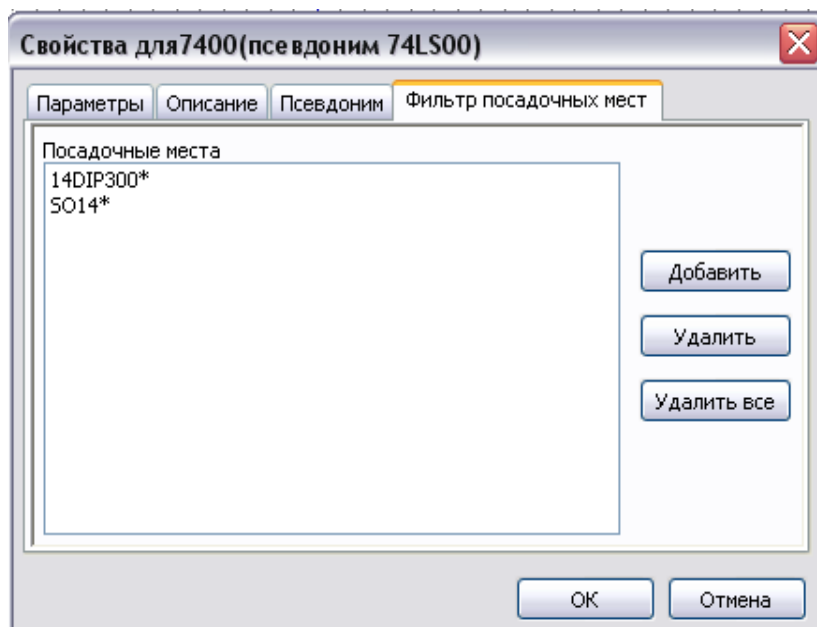 Свойства для7400(псевдоним 74LS00)
Параметры Описание Псевдоним Фильтр посадочных мест
Посадочные места
14DIP300*
SO14*
Добавить
Удалить
Удалить все
OK Отмена